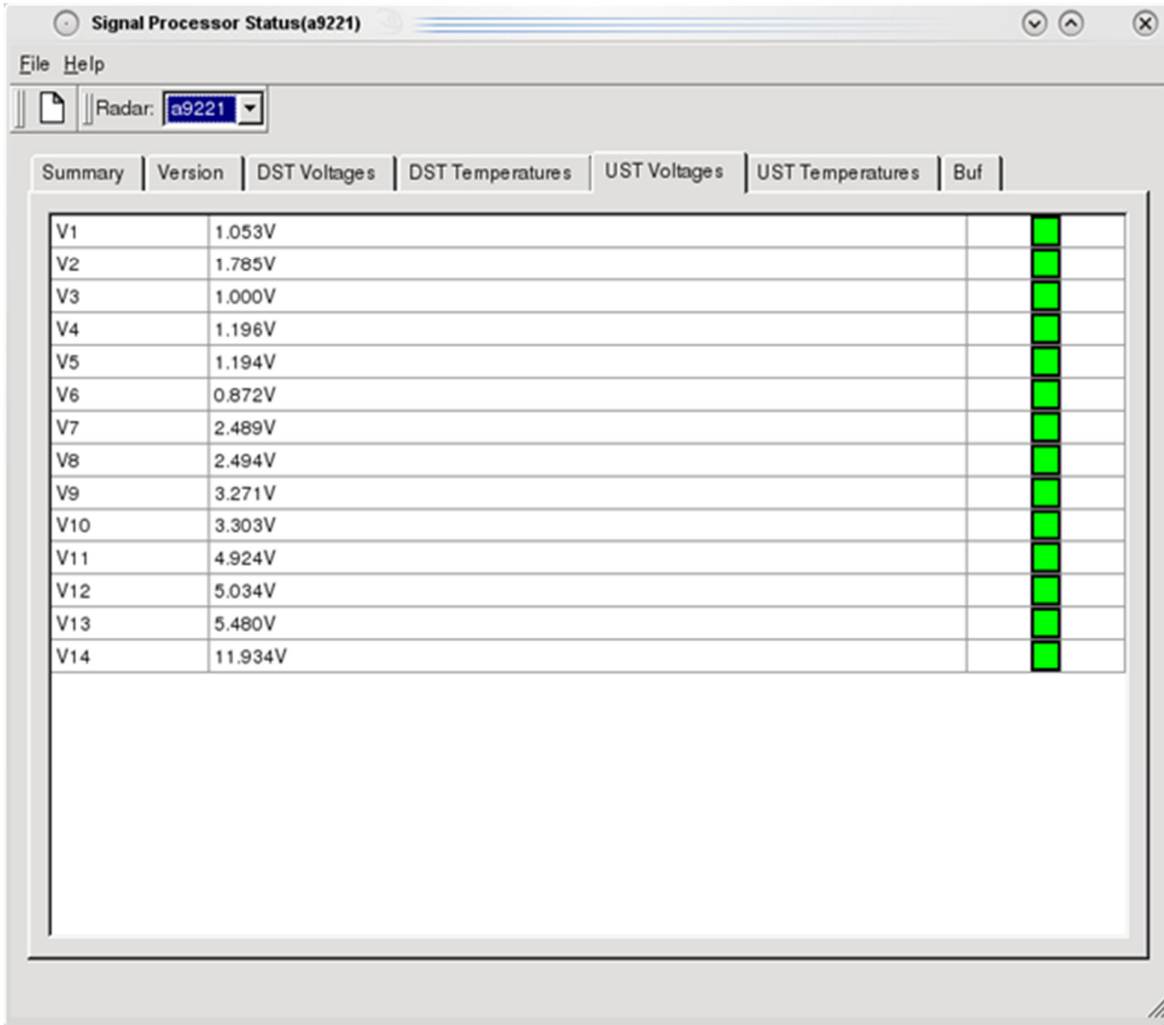 Signal Processor Status(a9221)
File Help
Radar: a9221
Summary Version DST Voltages DST Temperatures UST Voltages UST Temperatures Buf
V1 1.053V
V2 1.785V
V3 1.000V
V4 1.196V
V5 1.194V
V6 0.872V
V7 2.489V
V8 2.494V
V9 3.271V
V10 3.303V
V11 4.924V
V12 5.034V
V13 5.480V
V14 11.934V